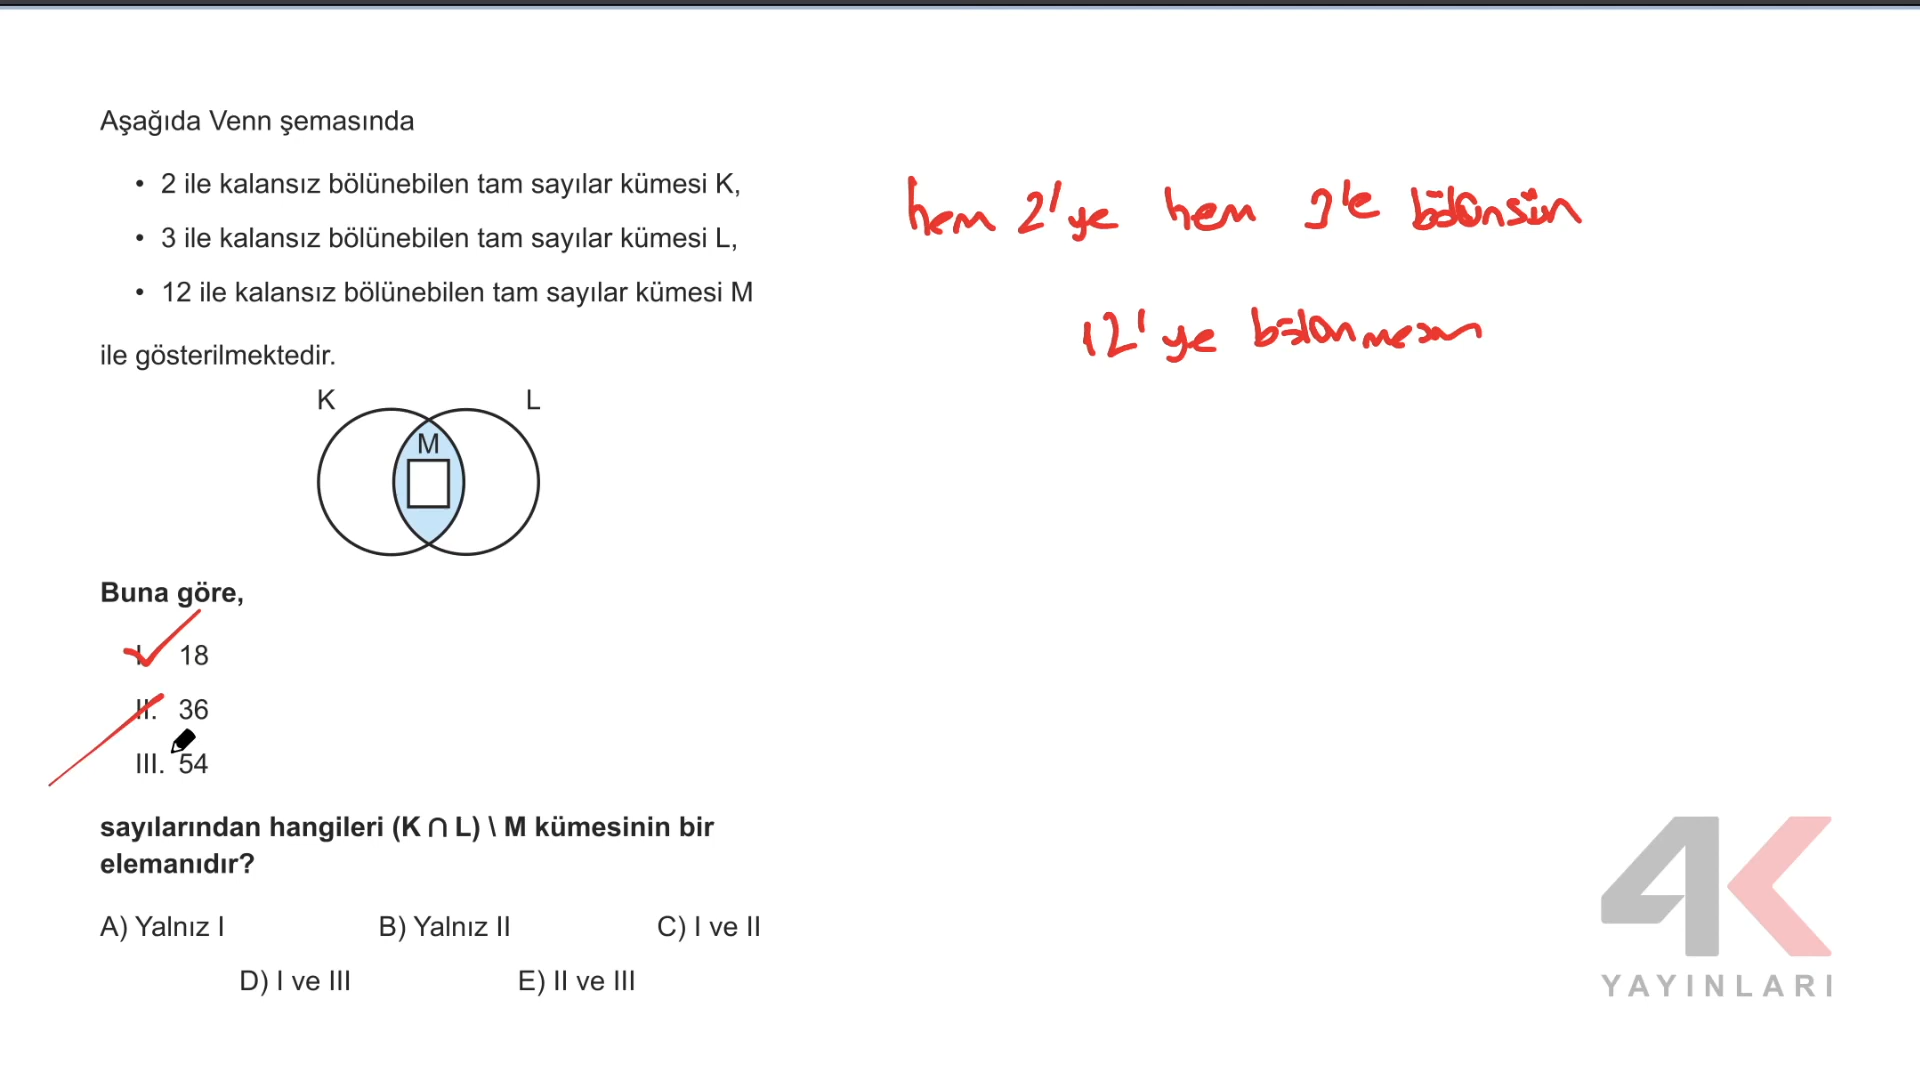 Aşağıda Venn şemasında
• 2 ile kalansız bölünebilen tam sayılar kümesi K,
• 3 ile kalansız bölünebilen tam sayılar kümesi L,
• 12 ile kalansız bölünebilen tam sayılar kümesi M
ile gösterilmektedir.
K L
M
Buna göre,
I. 18
II. 36
III. 54
sayılarından hangileri (K ∩ L) \ M kümesinin bir
elemanıdır?
A) Yalnız I B) Yalnız II C) I ve II
D) I ve III E) II ve III
hem 2'ye hem 3'e bölünsün
12'ye bölünmesin
4K
YAYINLARI